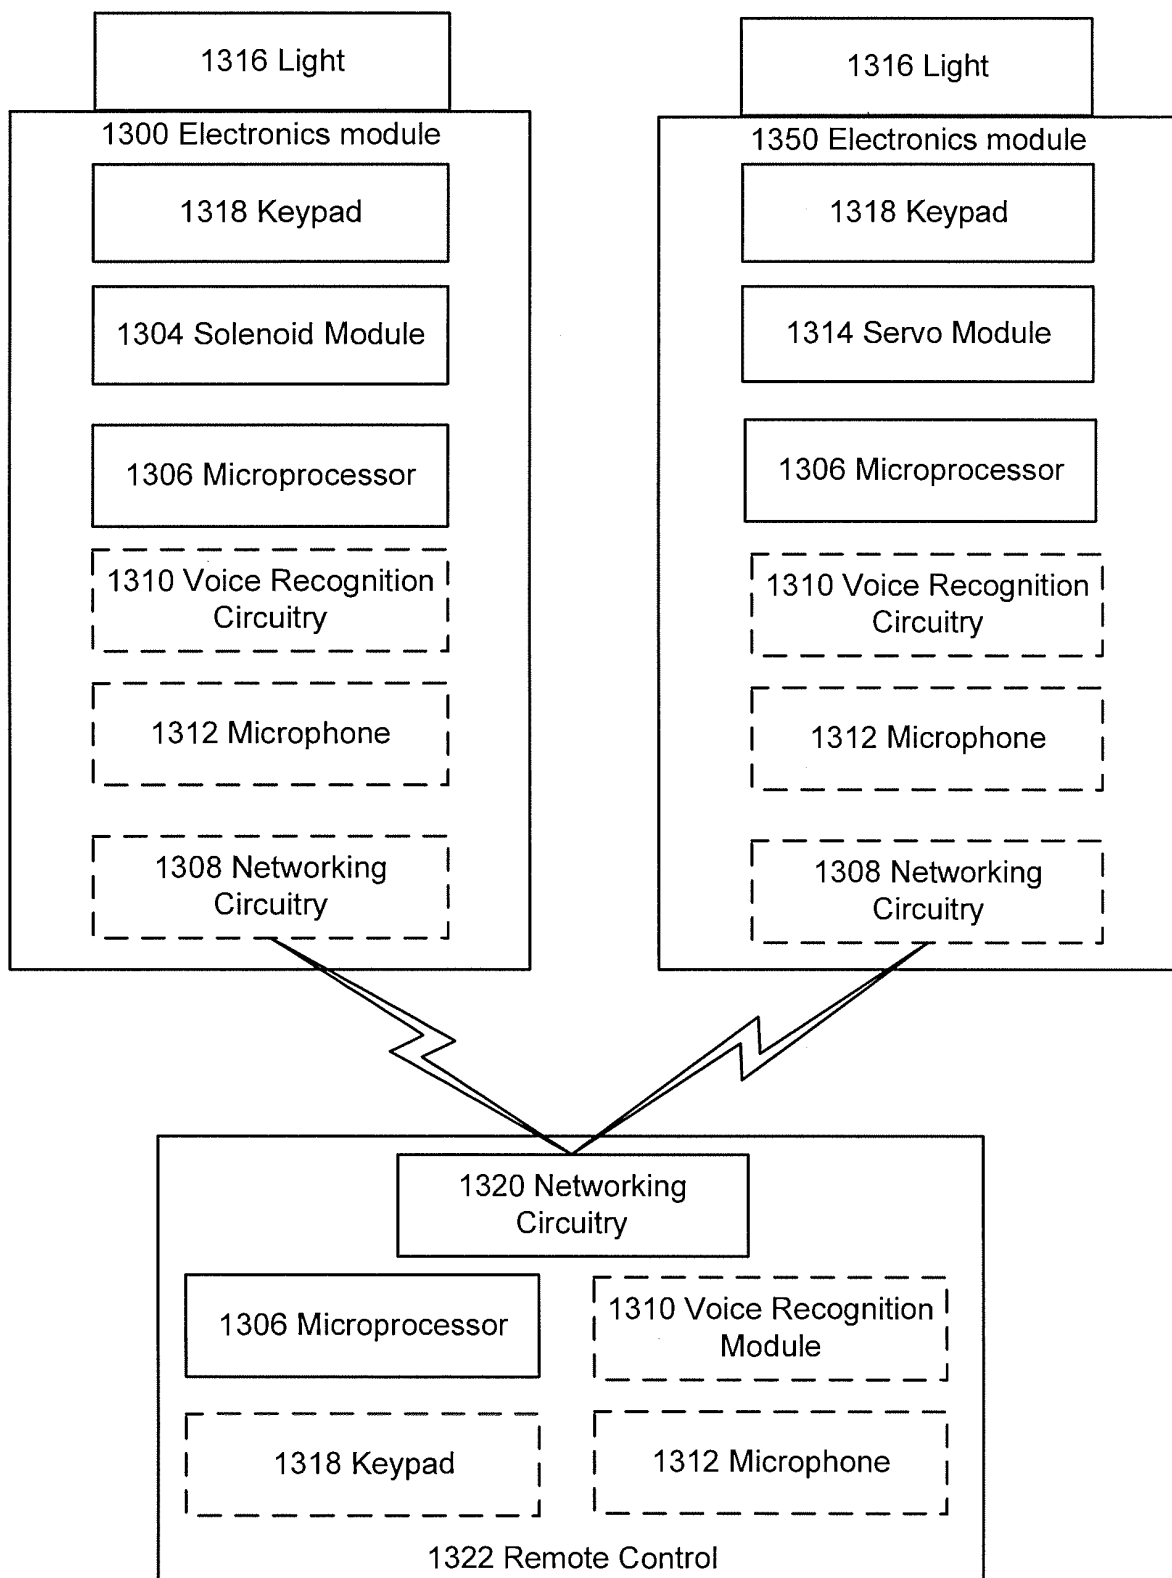 1316 Light
1300 Electronics module
1318 Keypad
1304 Solenoid Module
1306 Microprocessor
1310 Voice Recognition
Circuitry
1312 Microphone
1308 Networking
Circuitry
1316 Light
1350 Electronics module
1318 Keypad
1314 Servo Module
1306 Microprocessor
1310 Voice Recognition
Circuitry
1312 Microphone
1308 Networking
Circuitry
1320 Networking
Circuitry
1306 Microprocessor
1310 Voice Recognition
Module
1318 Keypad
1312 Microphone
1322 Remote Control